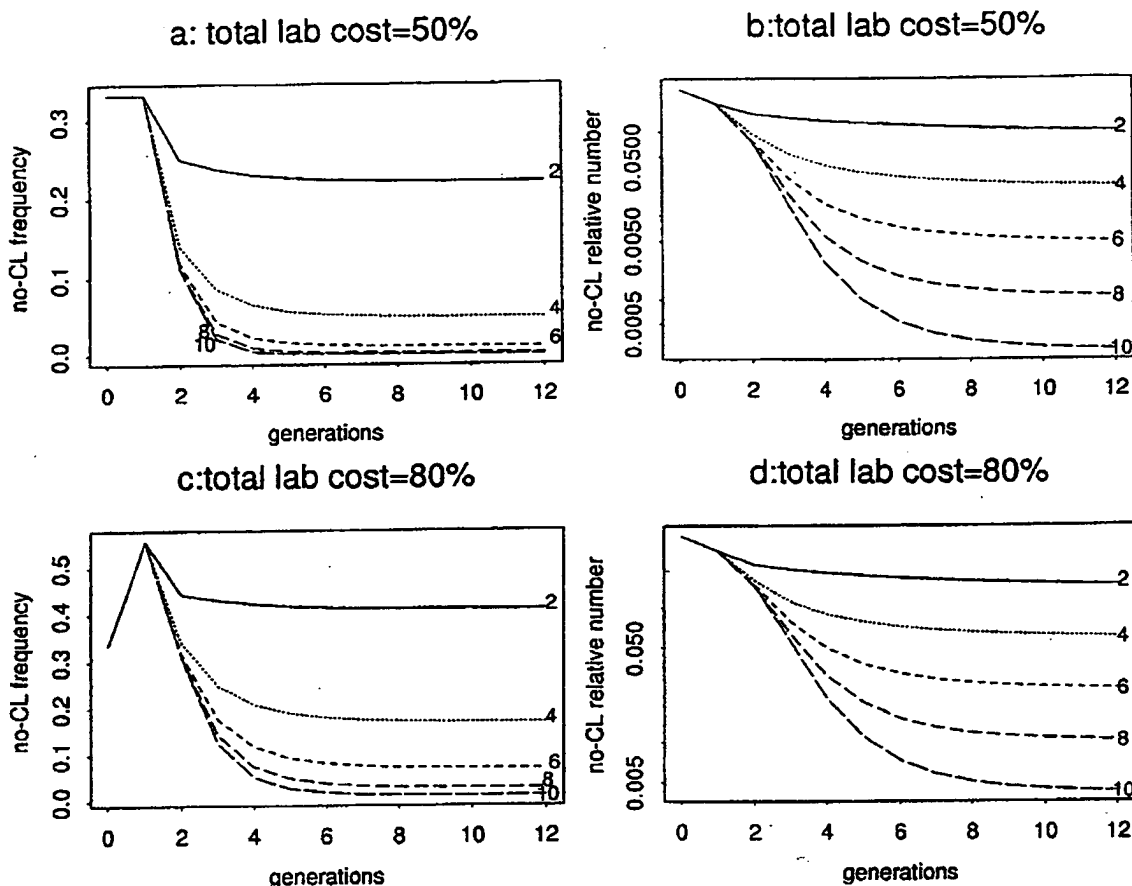 a: total lab cost=50%
no-CL frequency
0.3
0.2
0.1
0.0
2
4
6
8
10
0 2 4 6 8 10 12
generations
b:total lab cost=50%
no-CL relative number
0.0500
0.0050
0.0005
2
4
6
8
10
0 2 4 6 8 10 12
generations
c:total lab cost=80%
no-CL frequency
0.5
0.4
0.3
0.2
0.1
0.0
2
4
6
8
10
0 2 4 6 8 10 12
generations
d:total lab cost=80%
no-CL relative number
0.050
0.005
2
4
6
8
10
0 2 4 6 8 10 12
generations